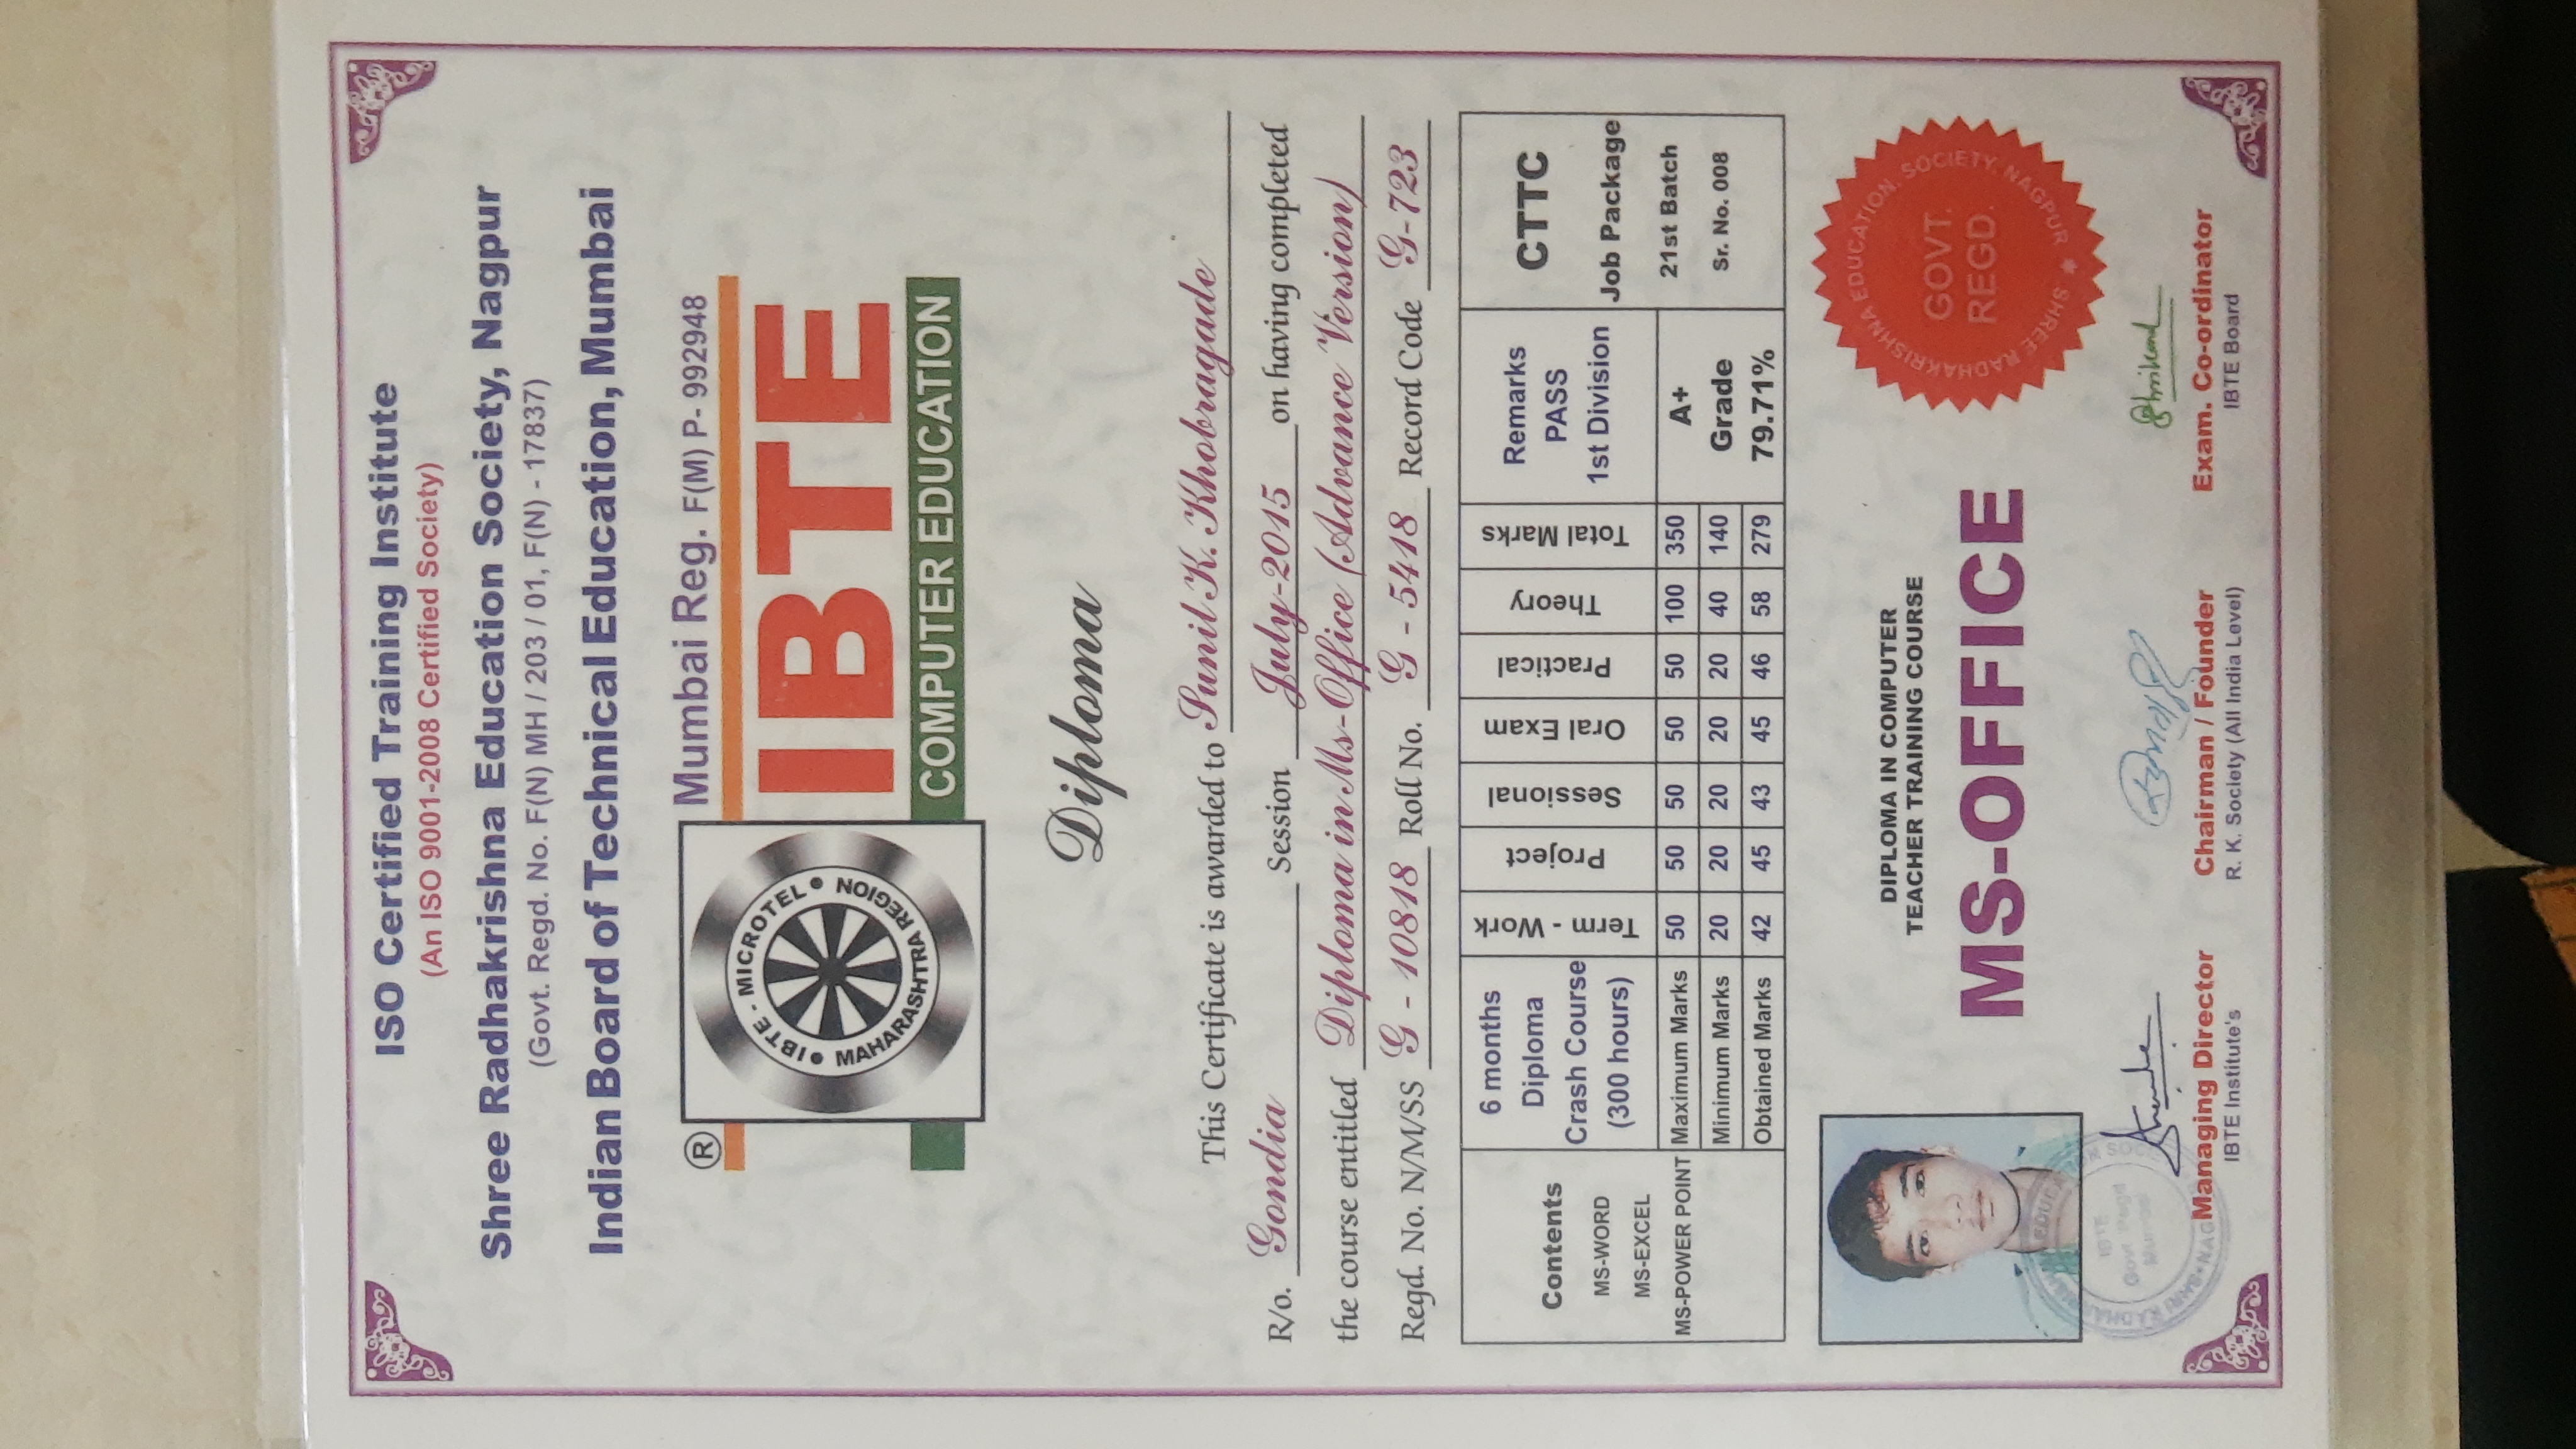 ISO Certified Training Institute
(An ISO 9001-2008 Certified Society)
Shree Radhakrishna Education Society, Nagpur
(Govt. Regd. No. F(N) MH / 203 / 01, F(N) - 17837)
Indian Board of Technical Education, Mumbai
® Mumbai Reg. F(M) P- 992948
IBTE - MICROTEL
MAHARASHTRA REGION
IBTE
COMPUTER EDUCATION
Diploma
This Certificate is awarded to Sunil K. Khobragade
R/o. Gondia Session July-2015 on having completed
the course entitled Diploma in Ms-Office (Advance Version)
Regd. No. N/M/SS G - 10818 Roll No. G - 5418 Record Code G-723
Contents
MS-WORD
MS-EXCEL
MS-POWER POINT
6 months
Diploma
Crash Course
(300 hours)
Term - Work
Project
Sessional
Oral Exam
Practical
Theory
Total Marks
Remarks
PASS
1st Division
Maximum Marks 50 50 50 50 50 100 350
Minimum Marks 20 20 20 20 20 40 140
Obtained Marks 42 45 43 45 46 58 279
A+
Grade
79.71%
CTTC
Job Package
21st Batch
Sr. No. 008
DIPLOMA IN COMPUTER
TEACHER TRAINING COURSE
MS-OFFICE
SHREE RADHAKRISHNA EDUCATION SOCIETY, NAGPUR
GOVT.
REGD.
IBTE
Govt Regd
Mumbai
Managing Director Chairman / Founder Exam. Co-ordinator
IBTE Institute's R. K. Society (All India Level) IBTE Board